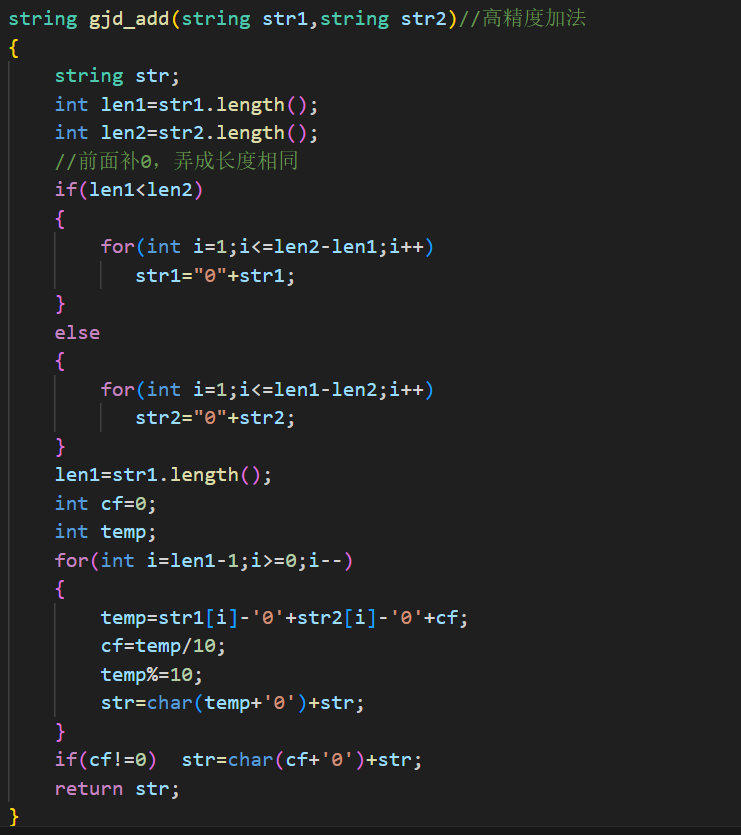 string gjd_add(string str1,string str2)//高精度加法
{
    string str;
    int len1=str1.length();
    int len2=str2.length();
    //前面补0，弄成长度相同
    if(len1<len2)
    {
        for(int i=1;i<=len2-len1;i++)
           str1="0"+str1;
    }
    else
    {
        for(int i=1;i<=len1-len2;i++)
           str2="0"+str2;
    }
    len1=str1.length();
    int cf=0;
    int temp;
    for(int i=len1-1;i>=0;i--)
    {
        temp=str1[i]-'0'+str2[i]-'0'+cf;
        cf=temp/10;
        temp%=10;
        str=char(temp+'0')+str;
    }
    if(cf!=0)  str=char(cf+'0')+str;
    return str;
}